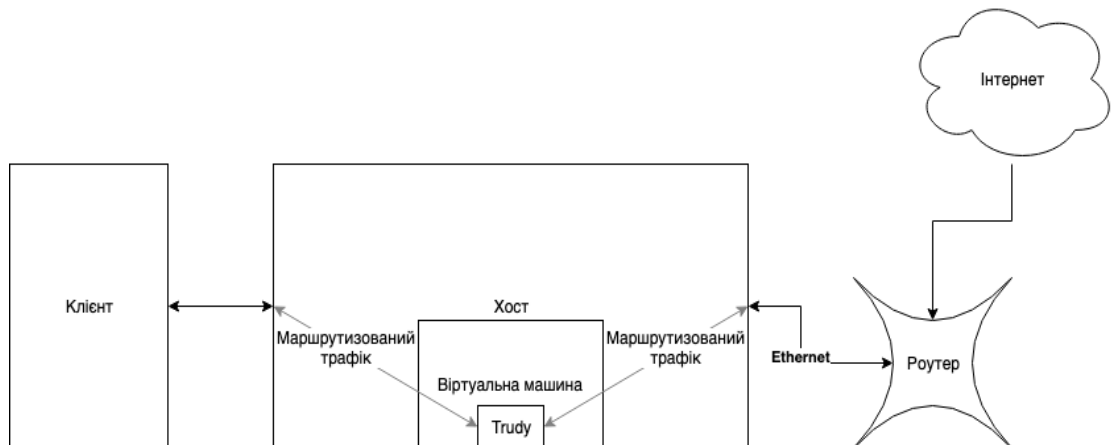 Інтернет
Клієнт
Хост
Маршрутизований
трафік
Маршрутизований
трафік
Ethernet
Роутер
Віртуальна машина
Trudy